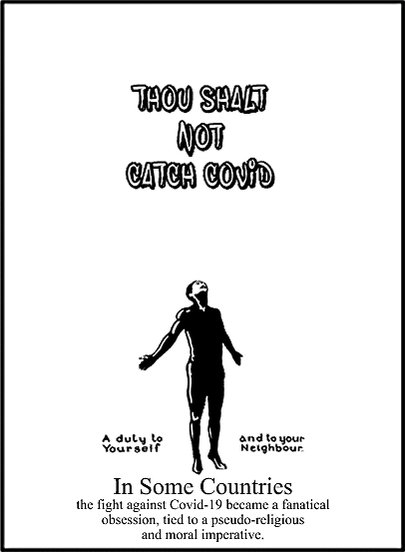 THOU SHALT
NOT
CATCH COVID
A duty to
Yourself
and to your
Neighbour.
In Some Countries
the fight against Covid-19 became a fanatical
obsession, tied to a pseudo-religious
and moral imperative.